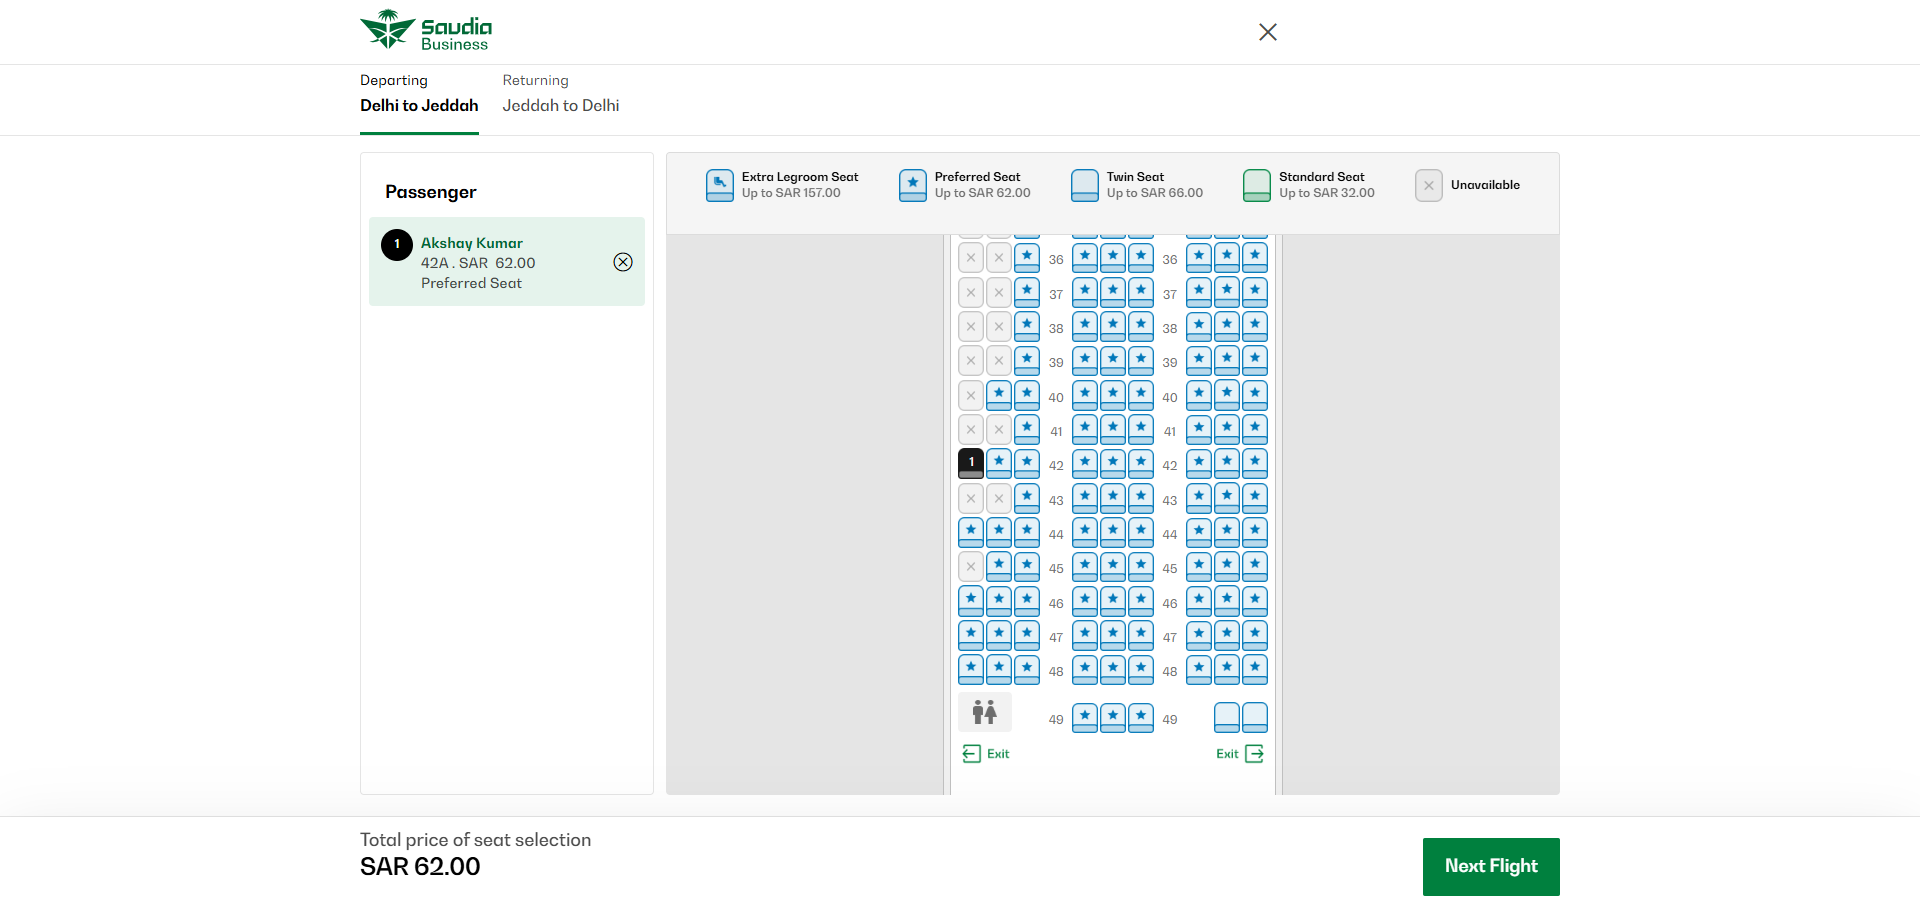 Saudia
Business
Departing
Delhi to Jeddah
Returning
Jeddah to Delhi
Passenger
1
Akshay Kumar
42A . SAR 62.00
Preferred Seat
Extra Legroom Seat
Up to SAR 157.00
Preferred Seat
Up to SAR 62.00
Twin Seat
Up to SAR 66.00
Standard Seat
Up to SAR 32.00
Unavailable
36 36
37 37
38 38
39 39
40 40
41 41
1 42 42
43 43
44 44
45 45
46 46
47 47
48 48
49 49
Exit Exit
Total price of seat selection
SAR 62.00
Next Flight